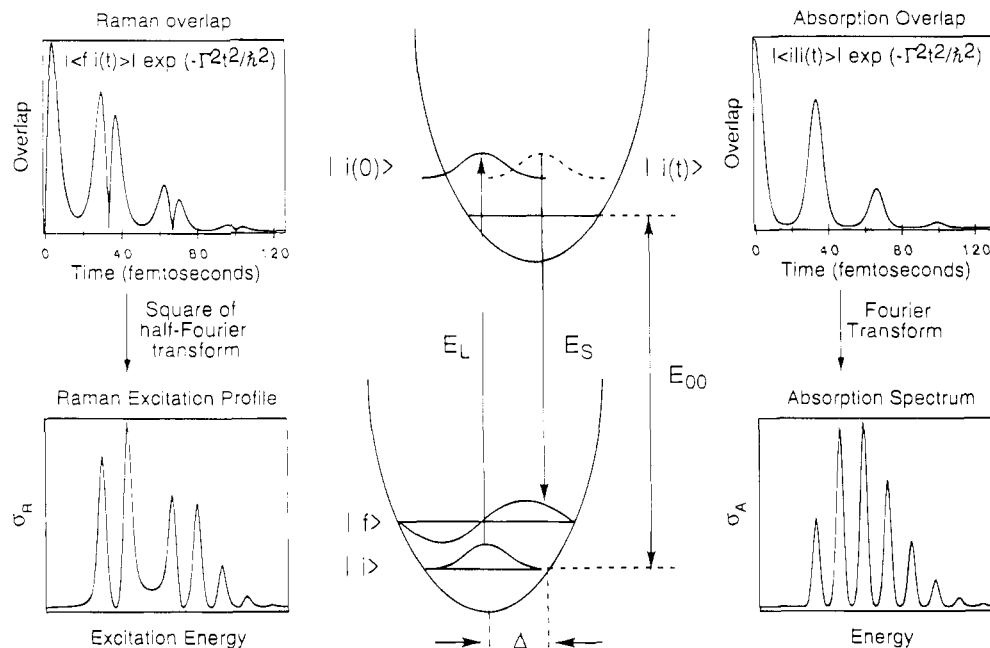 Raman overlap
|<f|i(t)>| exp (-Γ²t²/ħ²)
Overlap
0 40 80 120
Time (femtoseconds)
Square of
half-Fourier
transform
Raman Excitation Profile
σR
Excitation Energy
| i(0)>
| i(t)>
EL
ES
E00
| f>
| i>
Δ
Absorption Overlap
|<i|i(t)>| exp (-Γ²t²/ħ²)
Overlap
0 40 80 120
Time (femtoseconds)
Fourier
Transform
Absorption Spectrum
σA
Energy